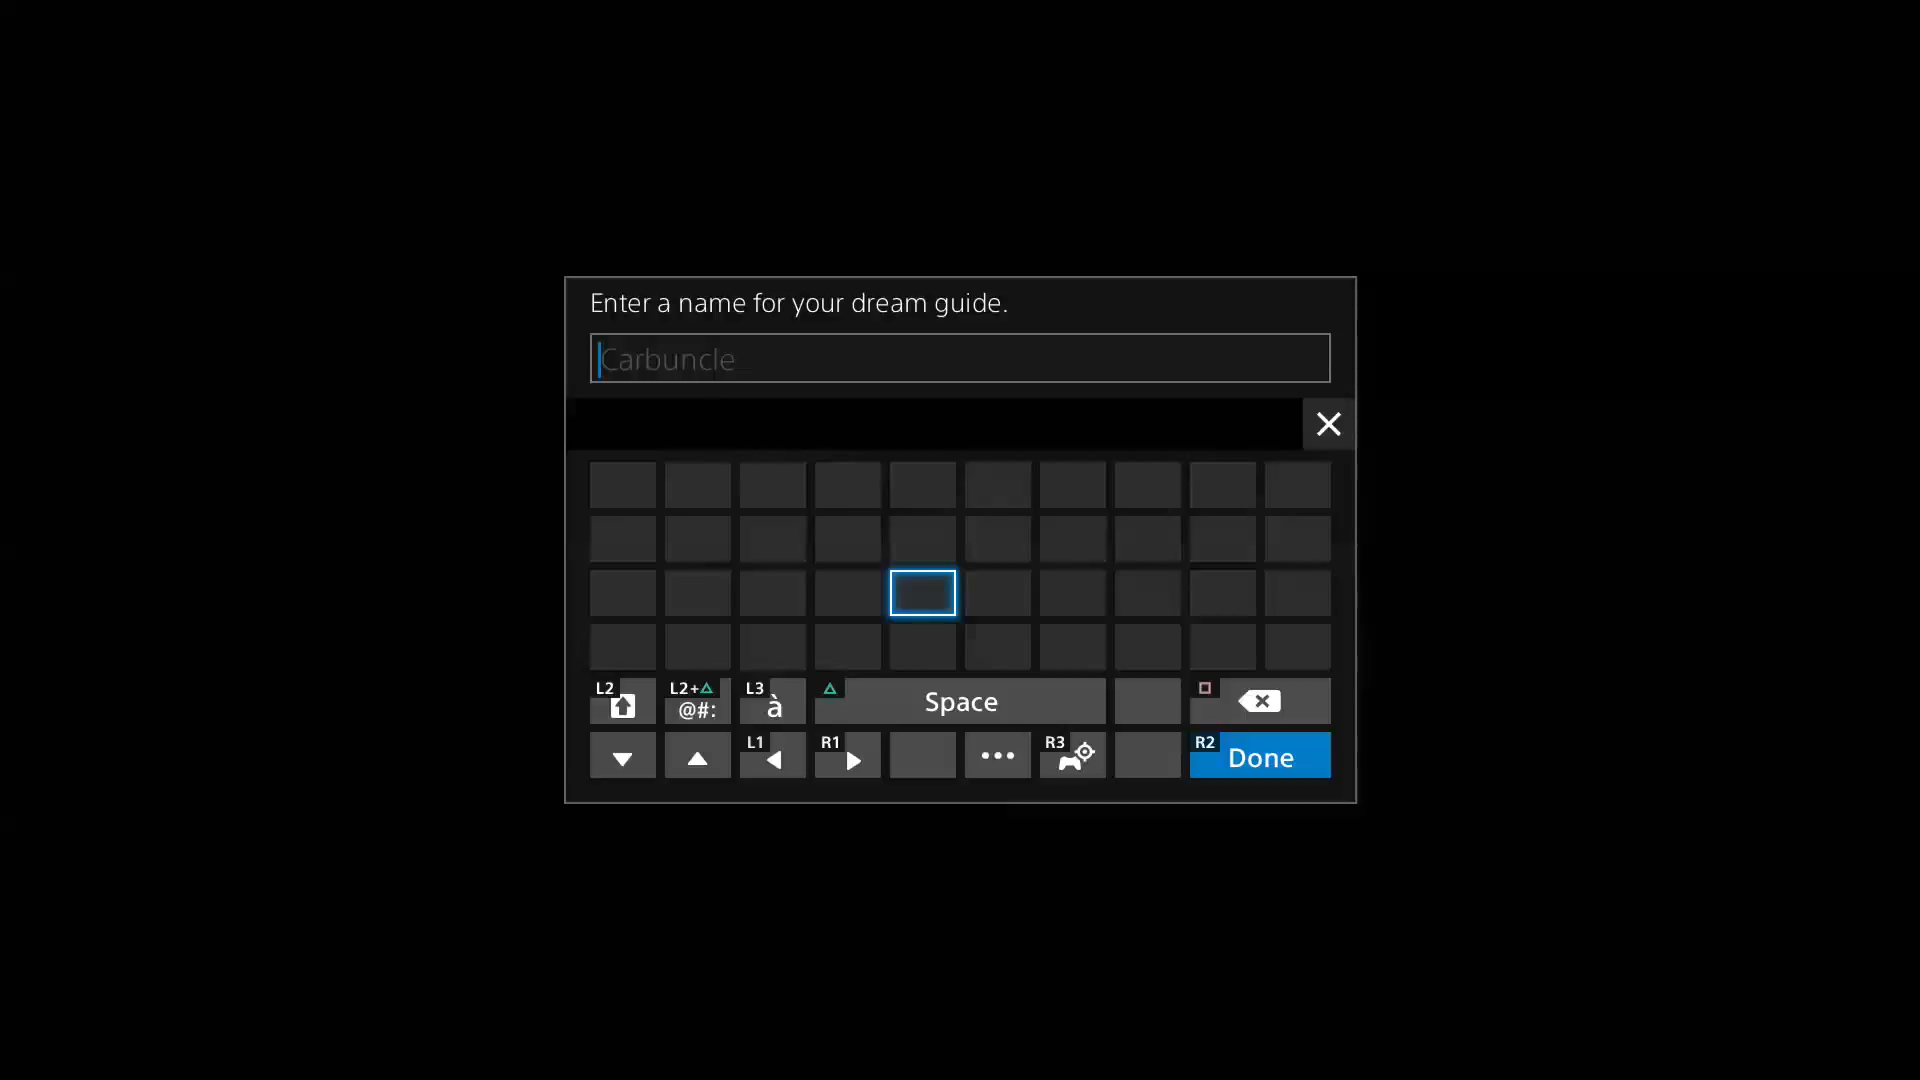 Enter a name for your dream guide.
Carbuncle
L2 L2+△ @#: L3 à △ Space
L1 R1 ... R3 R2 Done